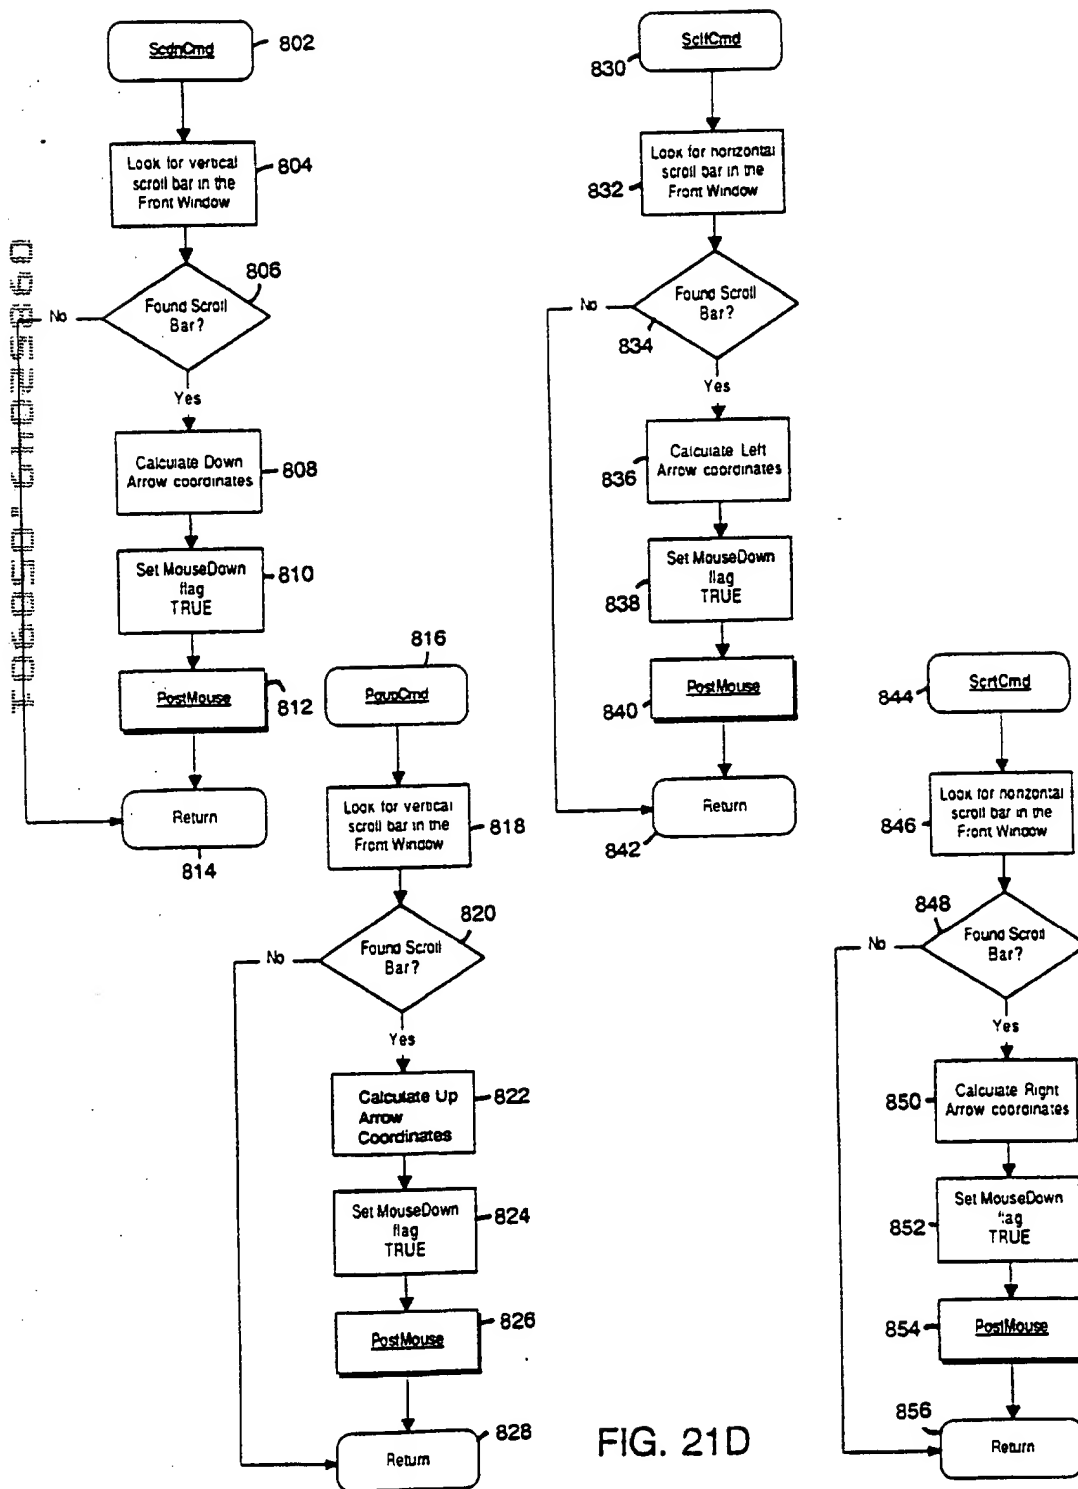 ScdnCmd
802
Look for vertical
scroll bar in the
Front Window
804
806
Found Scroll
Bar?
No
Yes
Calculate Down
Arrow coordinates
808
Set MouseDown
flag
TRUE
810
PostMouse
812
Return
814
816
PgupCmd
Look for vertical
scroll bar in the
Front Window
818
820
Found Scroll
Bar?
No
Yes
Calculate Up
Arrow
Coordinates
822
Set MouseDown
flag
TRUE
824
PostMouse
826
Return
828
SclfCmd
830
Look for horizontal
scroll bar in the
Front Window
832
Found Scroll
Bar?
834
No
Yes
Calculate Left
Arrow coordinates
836
Set MouseDown
flag
TRUE
838
PostMouse
840
Return
842
ScrtCmd
844
Look for horizontal
scroll bar in the
Front Window
846
848
Found Scroll
Bar?
No
Yes
Calculate Right
Arrow coordinates
850
Set MouseDown
flag
TRUE
852
PostMouse
854
856
Return
FIG. 21D